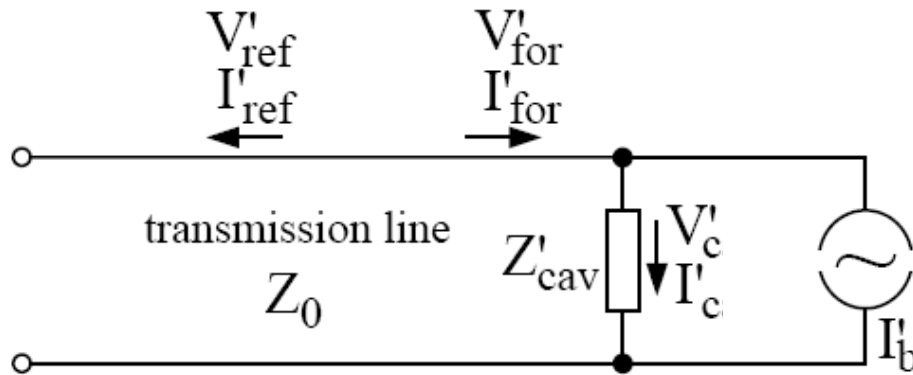 V'ref V'for
I'ref I'for
transmission line
Z0
Z'cav
V'c
I'c
I'b